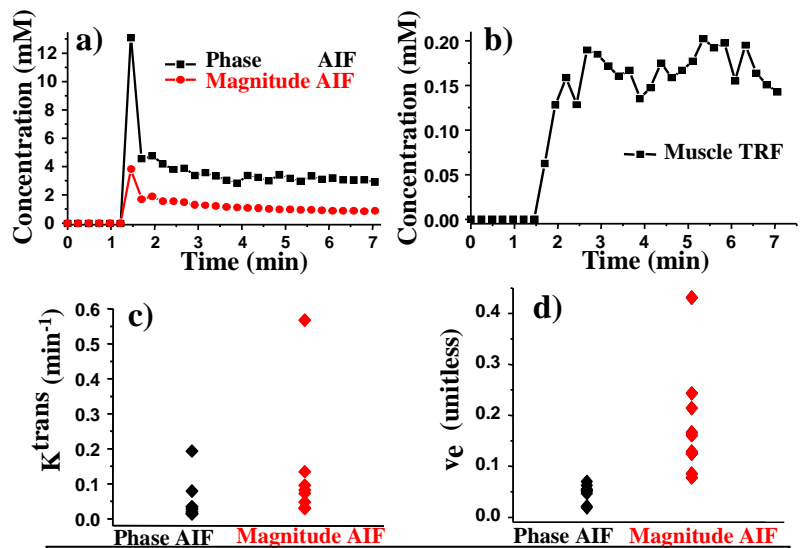 a)
Phase AIF
Magnitude AIF
Concentration (mM)
12
10
8
6
4
2
0
0 1 2 3 4 5 6 7
Time (min)
b)
Muscle TRF
Concentration (mM)
0.20
0.15
0.10
0.05
0.00
0 1 2 3 4 5 6 7
Time (min)
c)
Ktrans (min-1)
0.6
0.5
0.4
0.3
0.2
0.1
0.0
Phase AIF Magnitude AIF
d)
ve (unitless)
0.4
0.3
0.2
0.1
0.0
Phase AIF Magnitude AIF